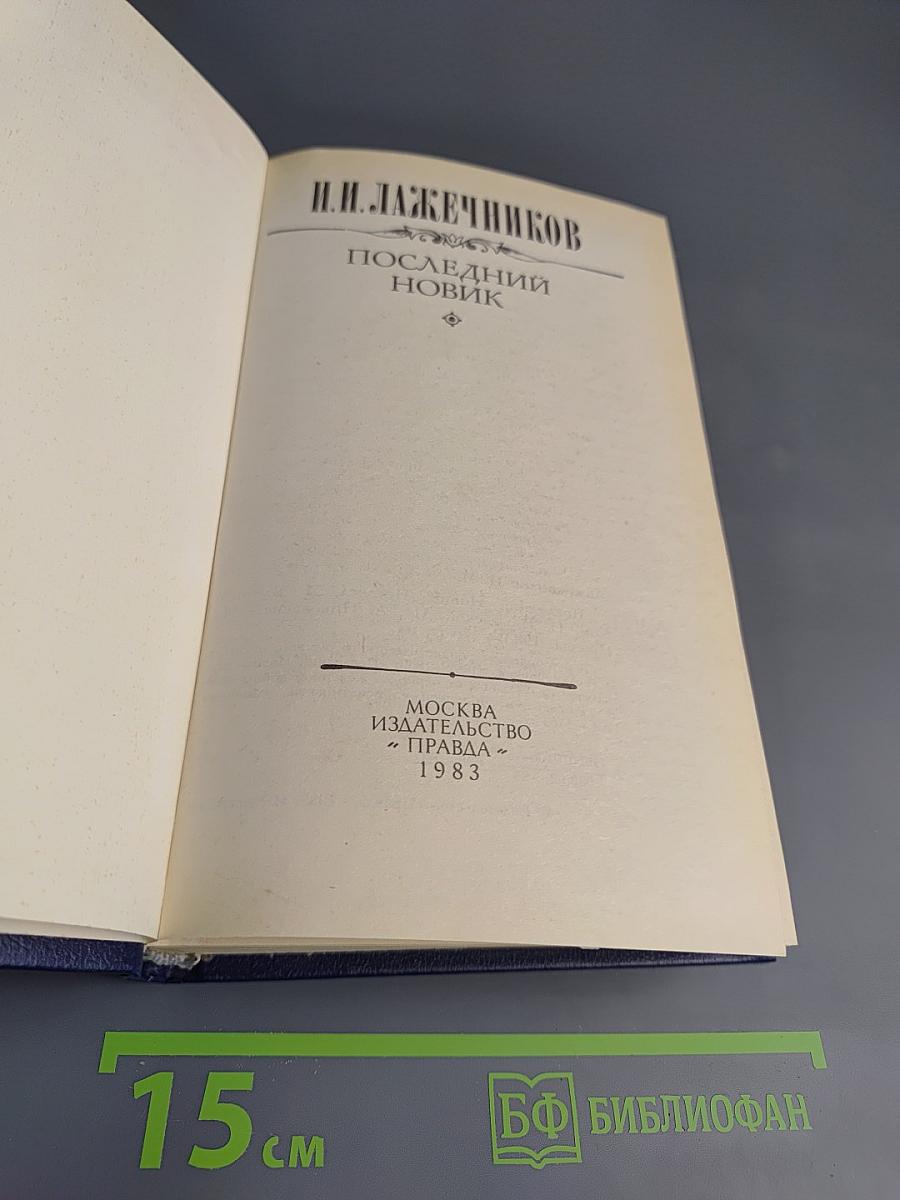 И. И. ЛАЖЕЧНИКОВ
ПОСЛЕДНИЙ
НОВИК
МОСКВА
ИЗДАТЕЛЬСТВО
„ ПРАВДА “
1983
15 см
БФ БИБЛИОФАН